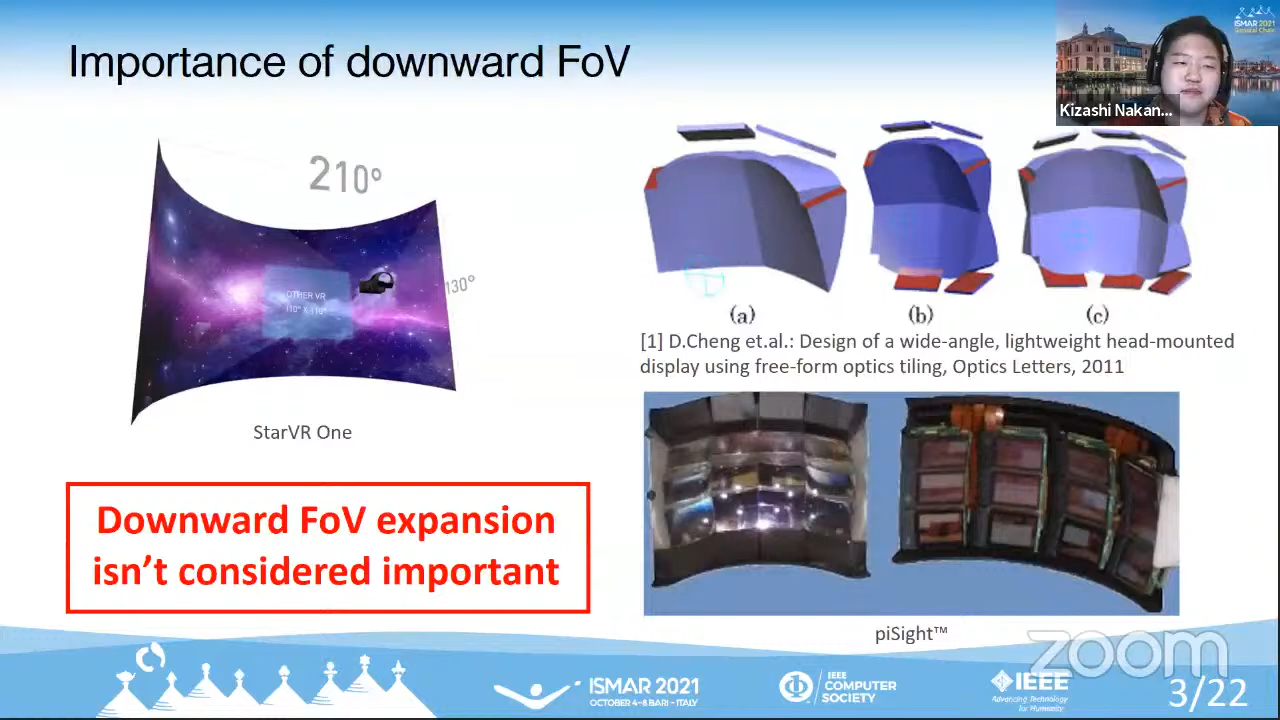 Importance of downward FoV
ISMAR 2021
General Chair
Kizashi Nakan...
210°
130°
OTHER VR
110° X 110°
StarVR One
(a)
(b)
(c)
[1] D.Cheng et.al.: Design of a wide-angle, lightweight head-mounted
display using free-form optics tiling, Optics Letters, 2011
Downward FoV expansion
isn't considered important
piSight™
zoom
ISMAR 2021
OCTOBER 4-8 BARI - ITALY
IEEE
COMPUTER
SOCIETY
IEEE
Advancing Technology
for Humanity
3/22